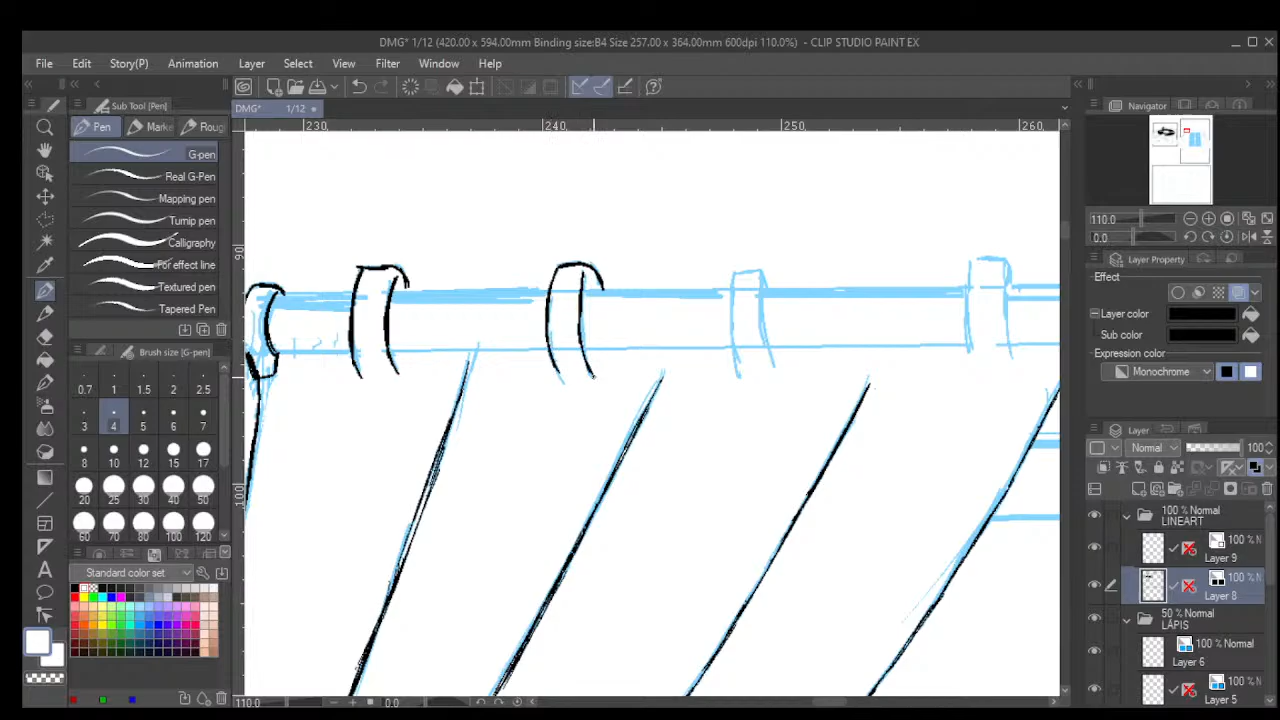 DMG* 1/12 (420.00 x 594.00mm Binding size:B4 Size 257.00 x 364.00mm 600dpi 110.0%) - CLIP STUDIO PAINT EX
File Edit Story(P) Animation Layer Select View Filter Window Help
Sub Tool [Pen]
DMG* 1/12
Navigator
Pen Marke Roug
230 240 250 260
G-pen
Real G-Pen
Mapping pen
Turnip pen
Calligraphy
For effect line
Textured pen
Tapered Pen
90
100
110.0
0.0
Layer Property
Effect
Layer color
Sub color
Expression color
Monochrome
Brush size [G-pen]
0.7 1 1.5 2 2.5
3 4 5 6 7
8 10 12 15 17
20 25 30 40 50
60 70 80 100 120
Layer
Normal 100
100 % Normal
LINEART
100 % N
Layer 9
100 % N
Layer 8
50 % Normal
LÁPIS
100 % Normal
Layer 6
100 % N
Layer 5
Standard color set
110.0 0.0